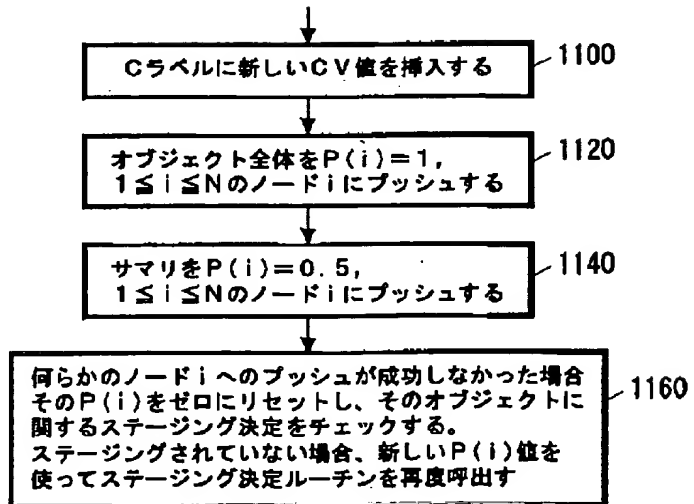 Cラベルに新しいCV値を挿入する
1100
オブジェクト全体をP(i)=1,
1≦i≦Nのノードiにプッシュする
1120
サマリをP(i)=0.5,
1≦i≦Nのノードiにプッシュする
1140
何らかのノードiへのプッシュが成功しなかった場合
そのP(i)をゼロにリセットし、そのオブジェクトに
関するステージング決定をチェックする。
ステージングされていない場合、新しいP(i)値を
使ってステージング決定ルーチンを再度呼出す
1160